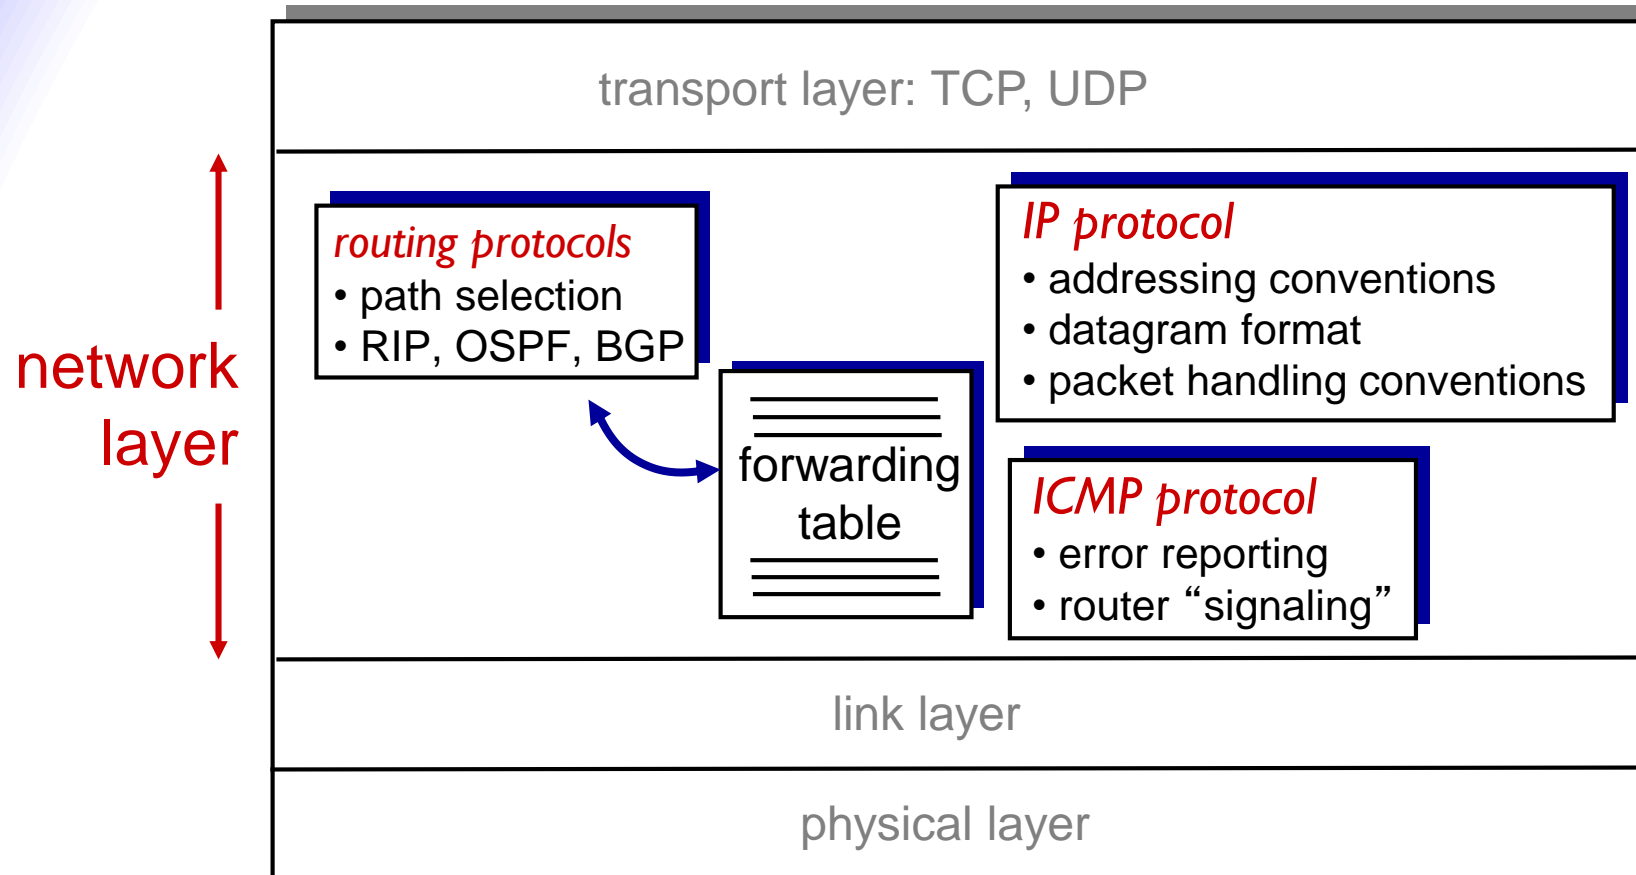 transport layer: TCP, UDP
network
layer
routing protocols
• path selection
• RIP, OSPF, BGP
forwarding
table
IP protocol
• addressing conventions
• datagram format
• packet handling conventions
ICMP protocol
• error reporting
• router “signaling”
link layer
physical layer